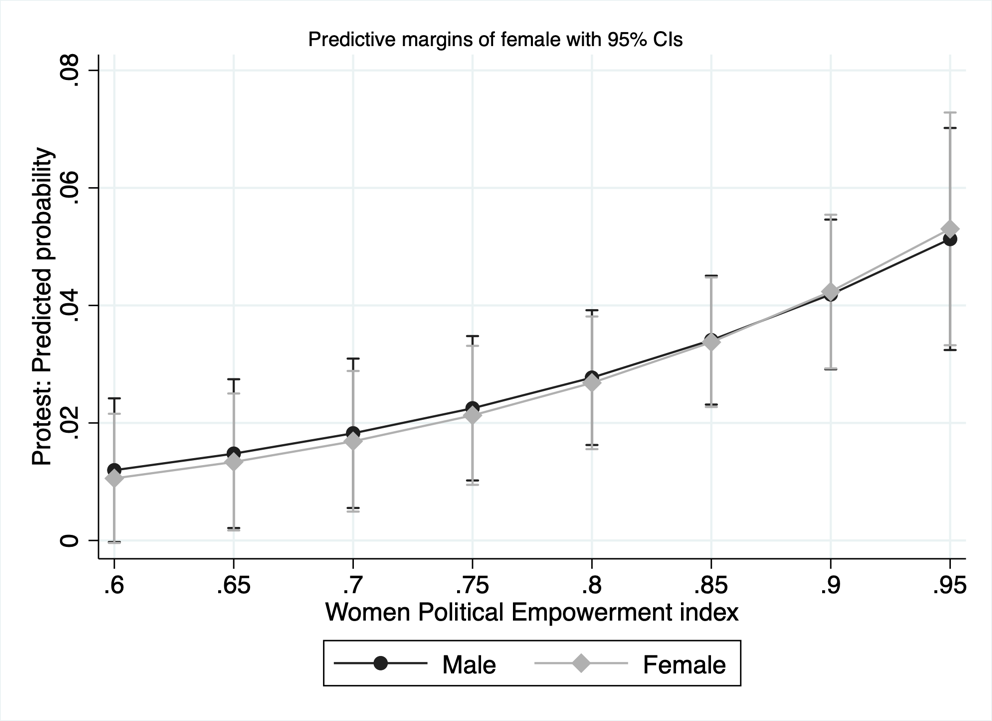 Predictive margins of female with 95% CIs
Protest: Predicted probability
.08
.06
.04
.02
0
.6 .65 .7 .75 .8 .85 .9 .95
Women Political Empowerment index
Male Female